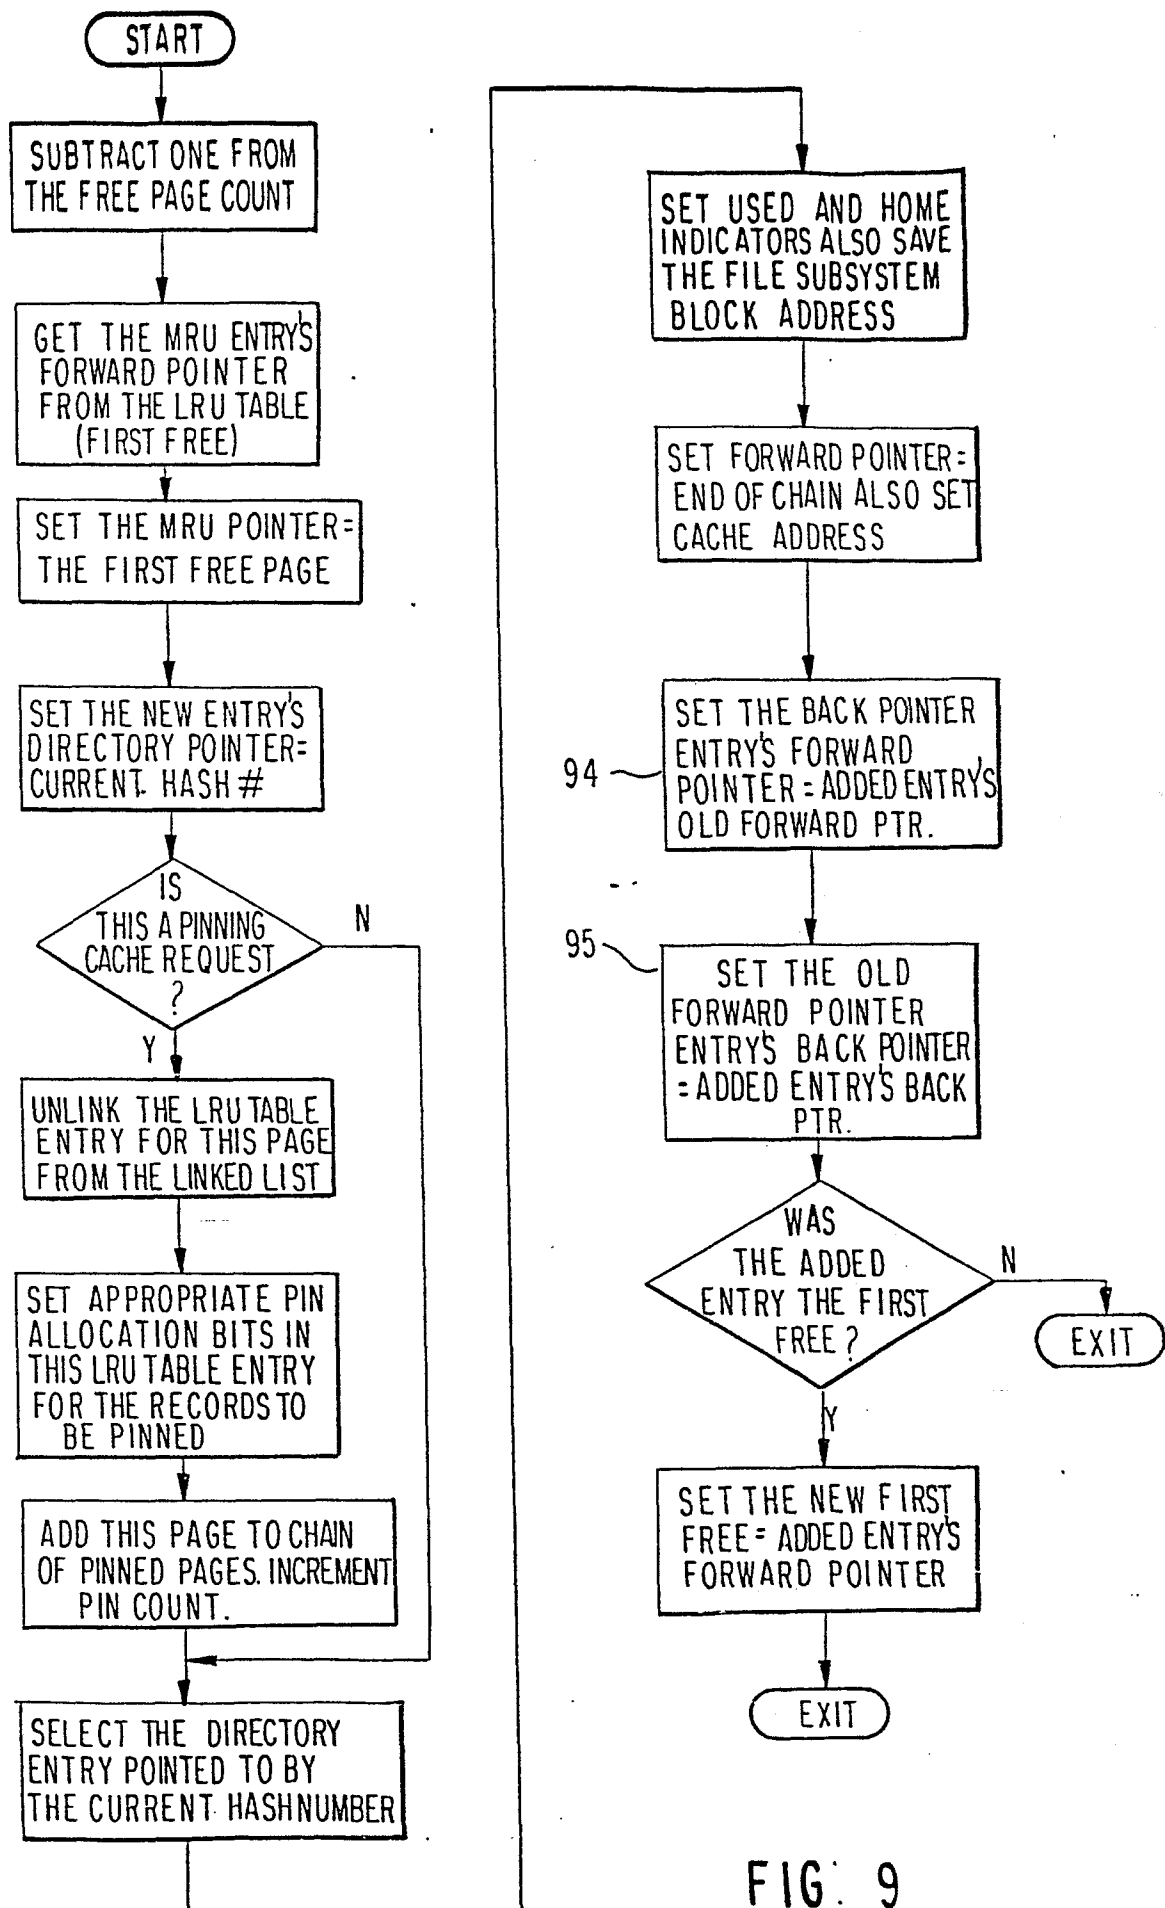 START
SUBTRACT ONE FROM
THE FREE PAGE COUNT
GET THE MRU ENTRY'S
FORWARD POINTER
FROM THE LRU TABLE
(FIRST FREE)
SET THE MRU POINTER=
THE FIRST FREE PAGE
SET THE NEW ENTRY'S
DIRECTORY POINTER=
CURRENT. HASH #
IS
THIS A PINNING
CACHE REQUEST
?
N
Y
UNLINK THE LRU TABLE
ENTRY FOR THIS PAGE
FROM THE LINKED LIST
SET APPROPRIATE PIN
ALLOCATION BITS IN
THIS LRU TABLE ENTRY
FOR THE RECORDS TO
BE PINNED
ADD THIS PAGE TO CHAIN
OF PINNED PAGES. INCREMENT
PIN COUNT.
SELECT THE DIRECTORY
ENTRY POINTED TO BY
THE CURRENT HASHNUMBER
SET USED AND HOME
INDICATORS ALSO SAVE
THE FILE SUBSYSTEM
BLOCK ADDRESS
SET FORWARD POINTER=
END OF CHAIN ALSO SET
CACHE ADDRESS
94
SET THE BACK POINTER
ENTRY'S FORWARD
POINTER = ADDED ENTRY'S
OLD FORWARD PTR.
95
SET THE OLD
FORWARD POINTER
ENTRY'S BACK POINTER
= ADDED ENTRY'S BACK
PTR.
WAS
THE ADDED
ENTRY THE FIRST
FREE ?
N
EXIT
Y
SET THE NEW FIRST
FREE = ADDED ENTRY'S
FORWARD POINTER
EXIT
FIG. 9